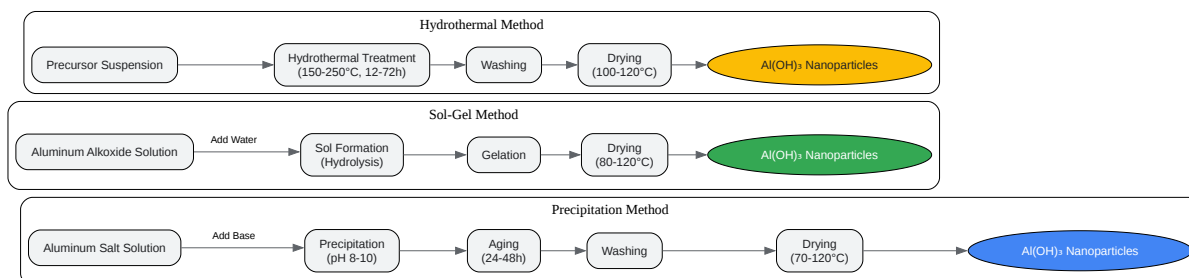 Hydrothermal Method
Precursor Suspension
Hydrothermal Treatment
(150-250°C, 12-72h)
Washing
Drying
(100-120°C)
Al(OH)₃ Nanoparticles
Sol-Gel Method
Aluminum Alkoxide Solution
Add Water
Sol Formation
(Hydrolysis)
Gelation
Drying
(80-120°C)
Al(OH)₃ Nanoparticles
Precipitation Method
Aluminum Salt Solution
Add Base
Precipitation
(pH 8-10)
Aging
(24-48h)
Washing
Drying
(70-120°C)
Al(OH)₃ Nanoparticles